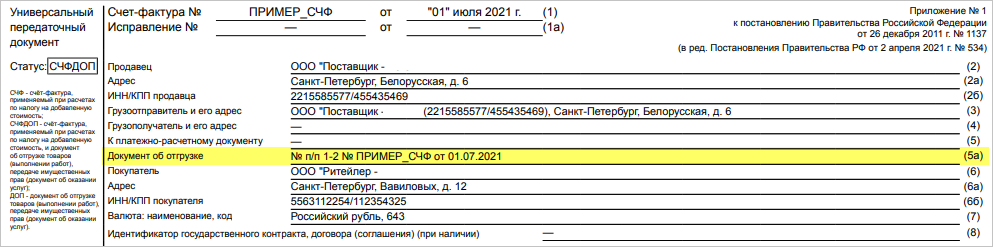 Универсальный
передаточный
документ
Статус: СЧФДОП
СЧФ - счёт-фактура,
применяемый при расчетах
по налогу на добавленную
стоимость;
СЧФДОП - счёт-фактура,
применяемый при расчетах
по налогу на добавленную
стоимость, и документ
об отгрузке товаров
(выполнении работ),
передаче имущественных
прав (документ об оказании
услуг);
ДОП - документ об отгрузке
товаров (выполнении работ),
передаче имущественных
прав (документ об оказании
услуг).
Счет-фактура № ПРИМЕР_СЧФ от "01" июля 2021 г. (1)
Исправление № — от — (1а)
Приложение № 1
к постановлению Правительства Российской Федерации
от 26 декабря 2011 г. № 1137
(в ред. Постановления Правительства РФ от 2 апреля 2021 г. № 534)
Продавец ООО "Поставщик - (2)
Адрес Санкт-Петербург, Белорусская, д. 6 (2а)
ИНН/КПП продавца 2215585577/455435469 (2б)
Грузоотправитель и его адрес ООО "Поставщик - (2215585577/455435469), Санкт-Петербург, Белорусская, д. 6 (3)
Грузополучатель и его адрес — (4)
К платежно-расчетному документу — (5)
Документ об отгрузке № п/п 1-2 № ПРИМЕР_СЧФ от 01.07.2021 (5а)
Покупатель ООО "Ритейлер - (6)
Адрес Санкт-Петербург, Вавиловых, д. 12 (6а)
ИНН/КПП покупателя 5563112254/112354325 (6б)
Валюта: наименование, код Российский рубль, 643 (7)
Идентификатор государственного контракта, договора (соглашения) (при наличии) — (8)